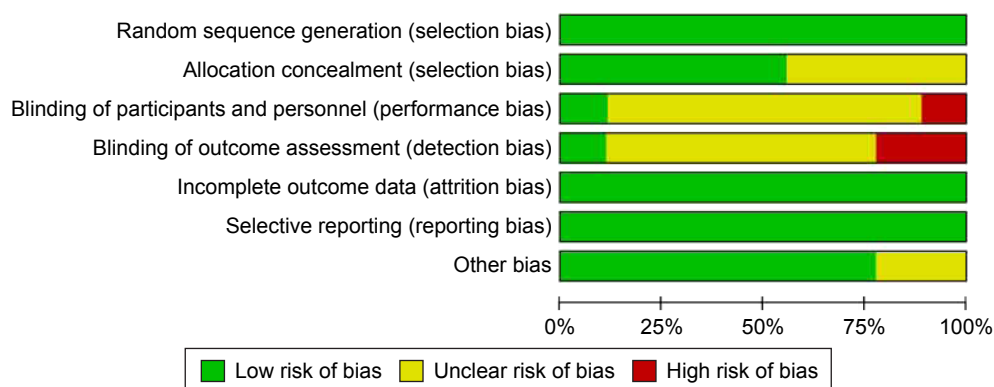 Random sequence generation (selection bias)
Allocation concealment (selection bias)
Blinding of participants and personnel (performance bias)
Blinding of outcome assessment (detection bias)
Incomplete outcome data (attrition bias)
Selective reporting (reporting bias)
Other bias
0% 25% 50% 75% 100%
Low risk of bias Unclear risk of bias High risk of bias